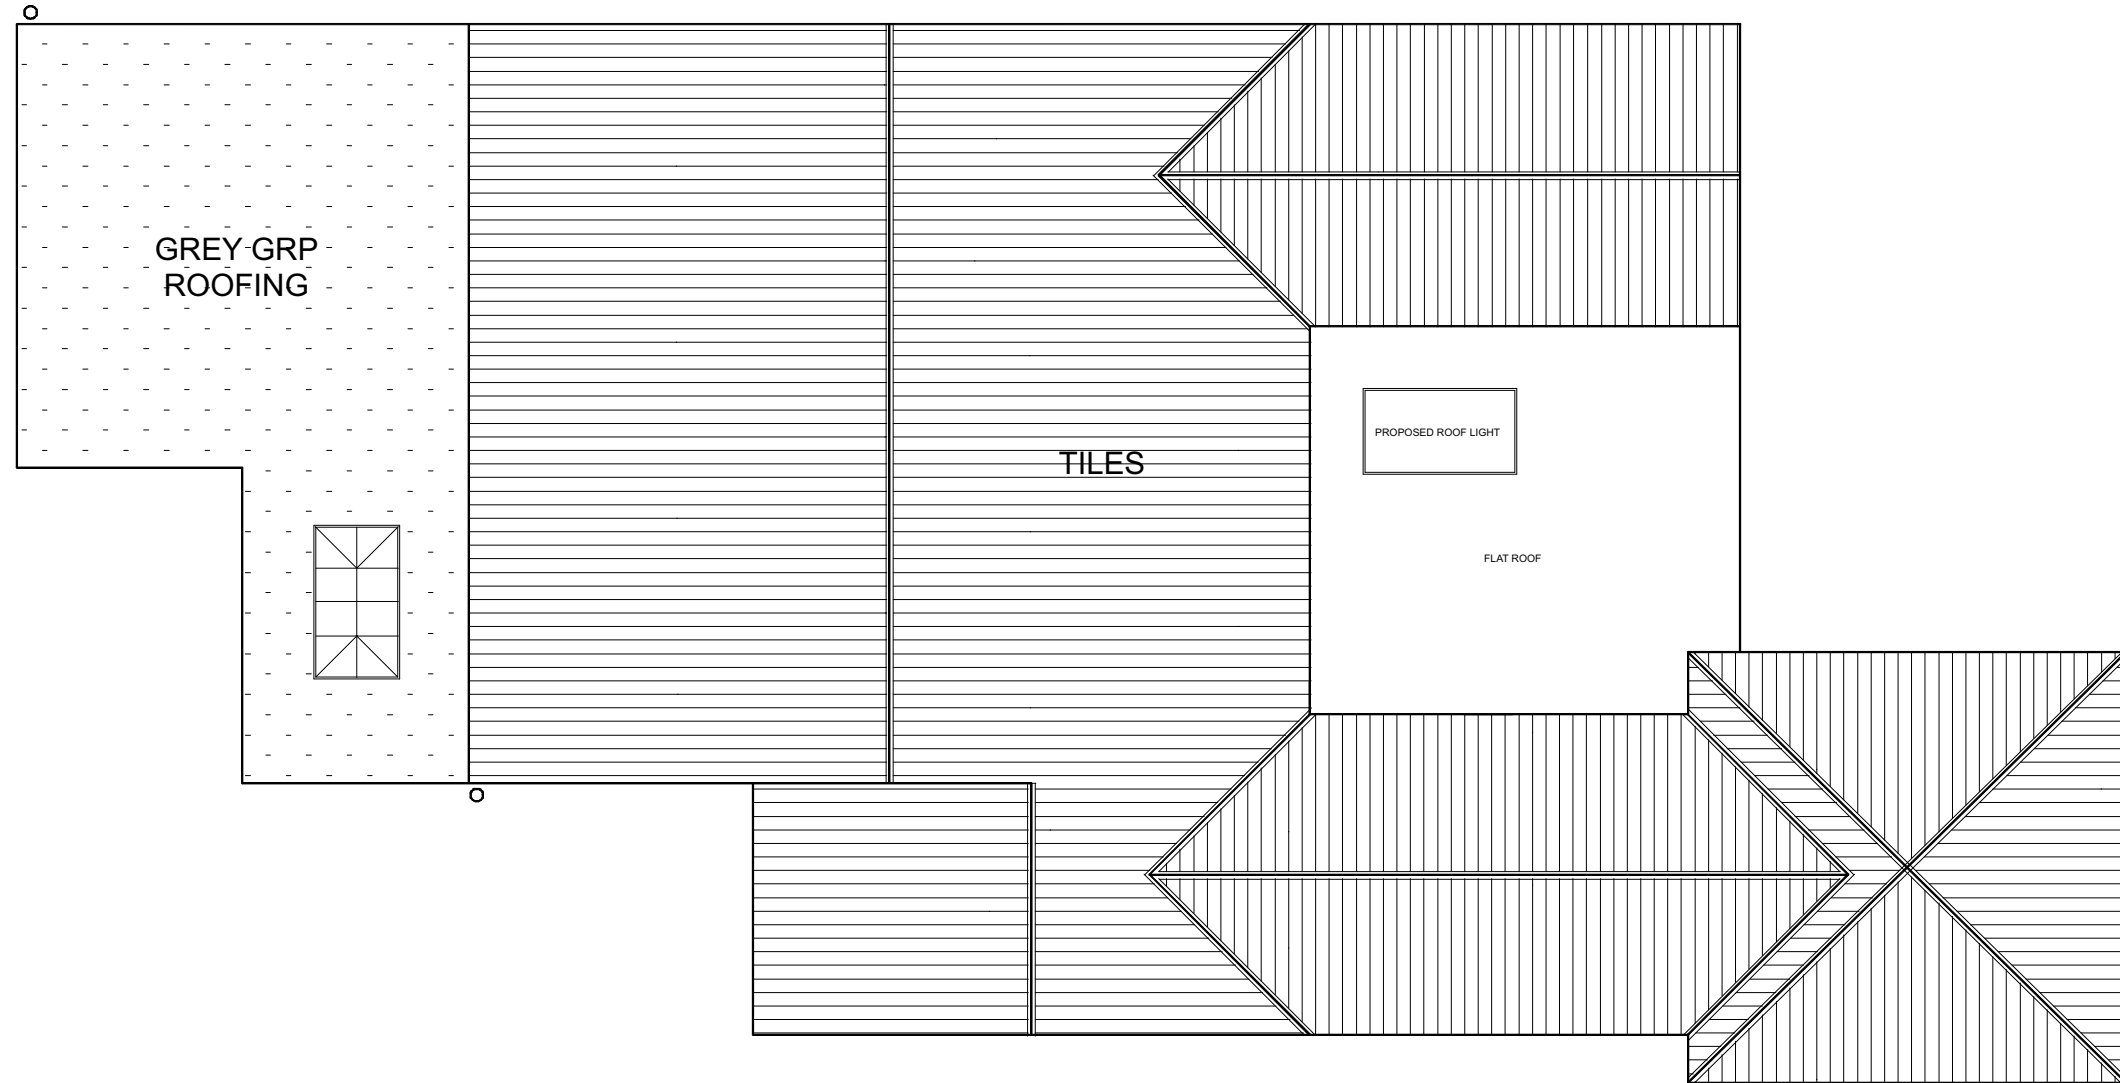 GREY GRP
ROOFING
TILES
PROPOSED ROOF LIGHT
FLAT ROOF